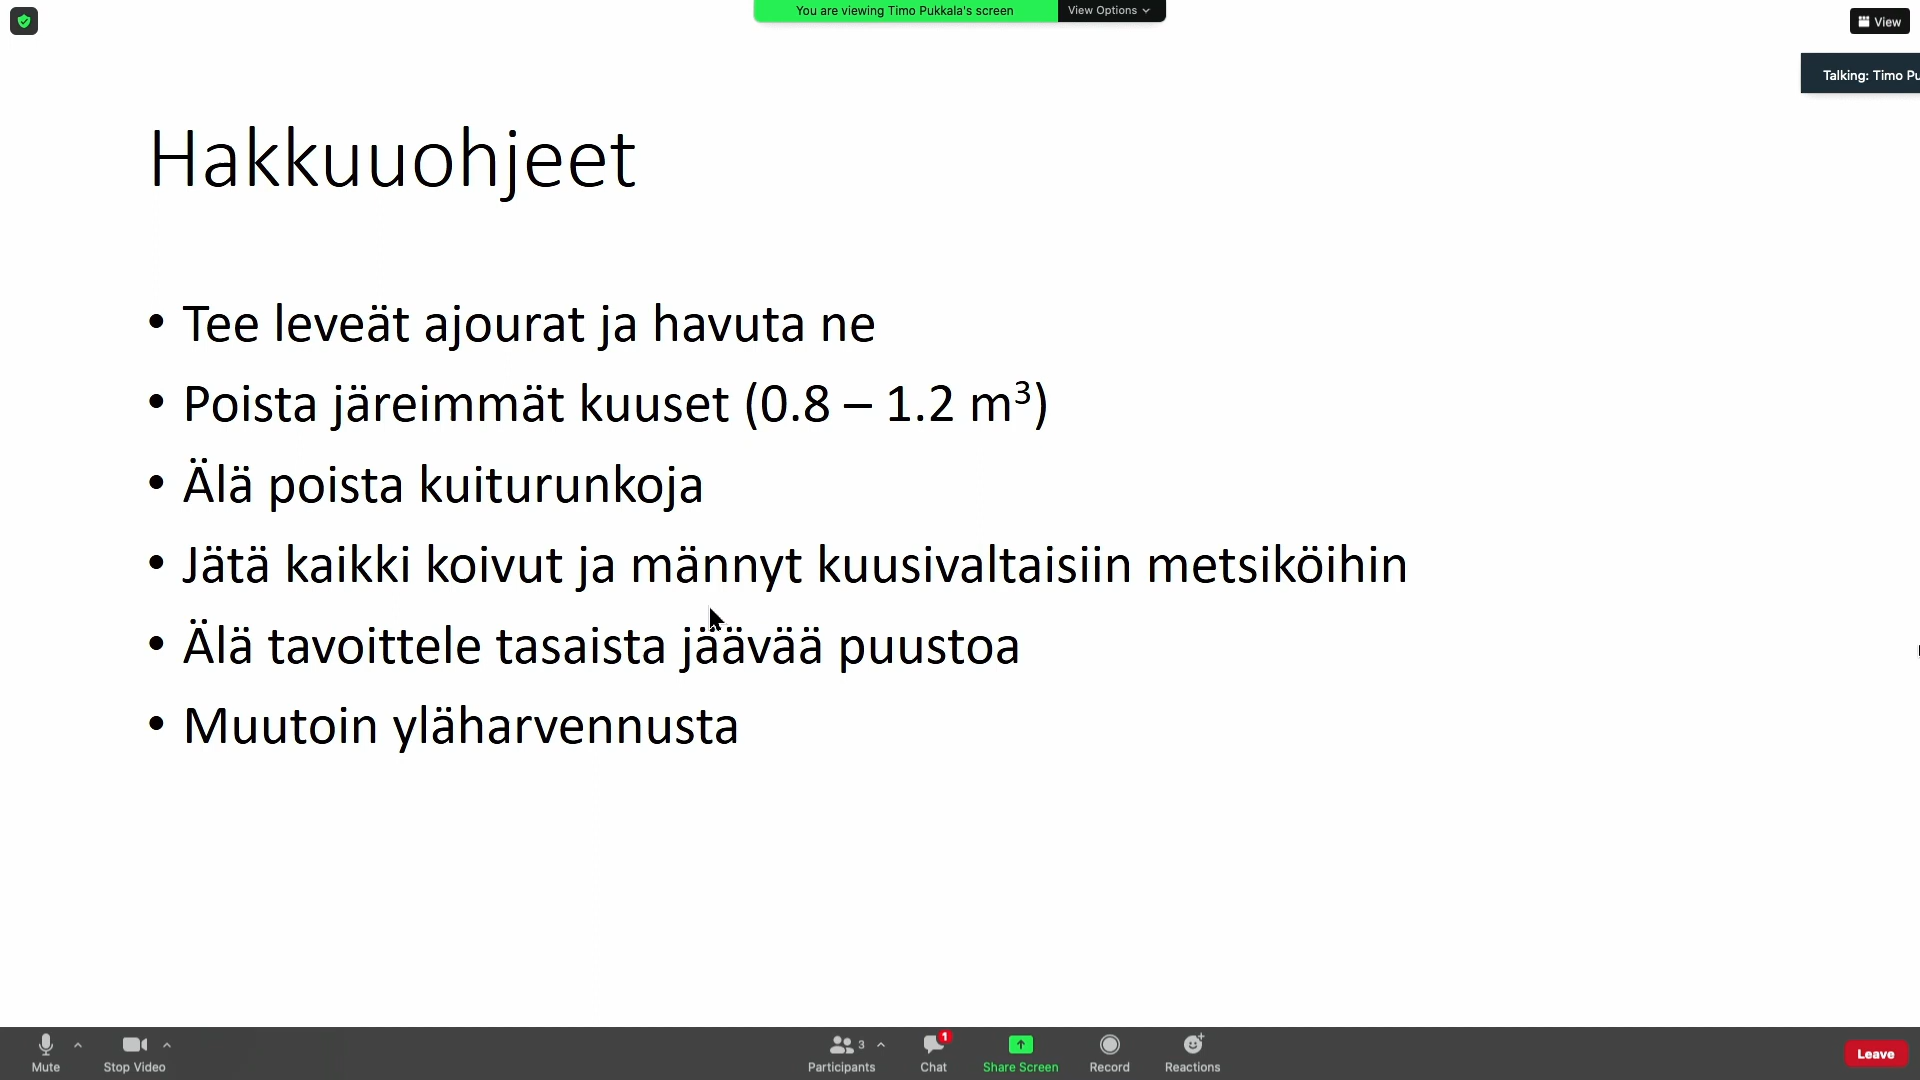 You are viewing Timo Pukkala's screen
View Options
View
Talking: Timo
Hakkuuohjeet
• Tee leveät ajourat ja havuta ne
• Poista järeimmät kuuset (0.8 – 1.2 m³)
• Älä poista kuiturunkoja
• Jätä kaikki koivut ja männyt kuusivaltaisiin metsiköihin
• Älä tavoittele tasaista jäävää puustoa
• Muutoin yläharvennusta
Mute
Stop Video
3
Participants
1
Chat
Share Screen
Record
Reactions
Leave